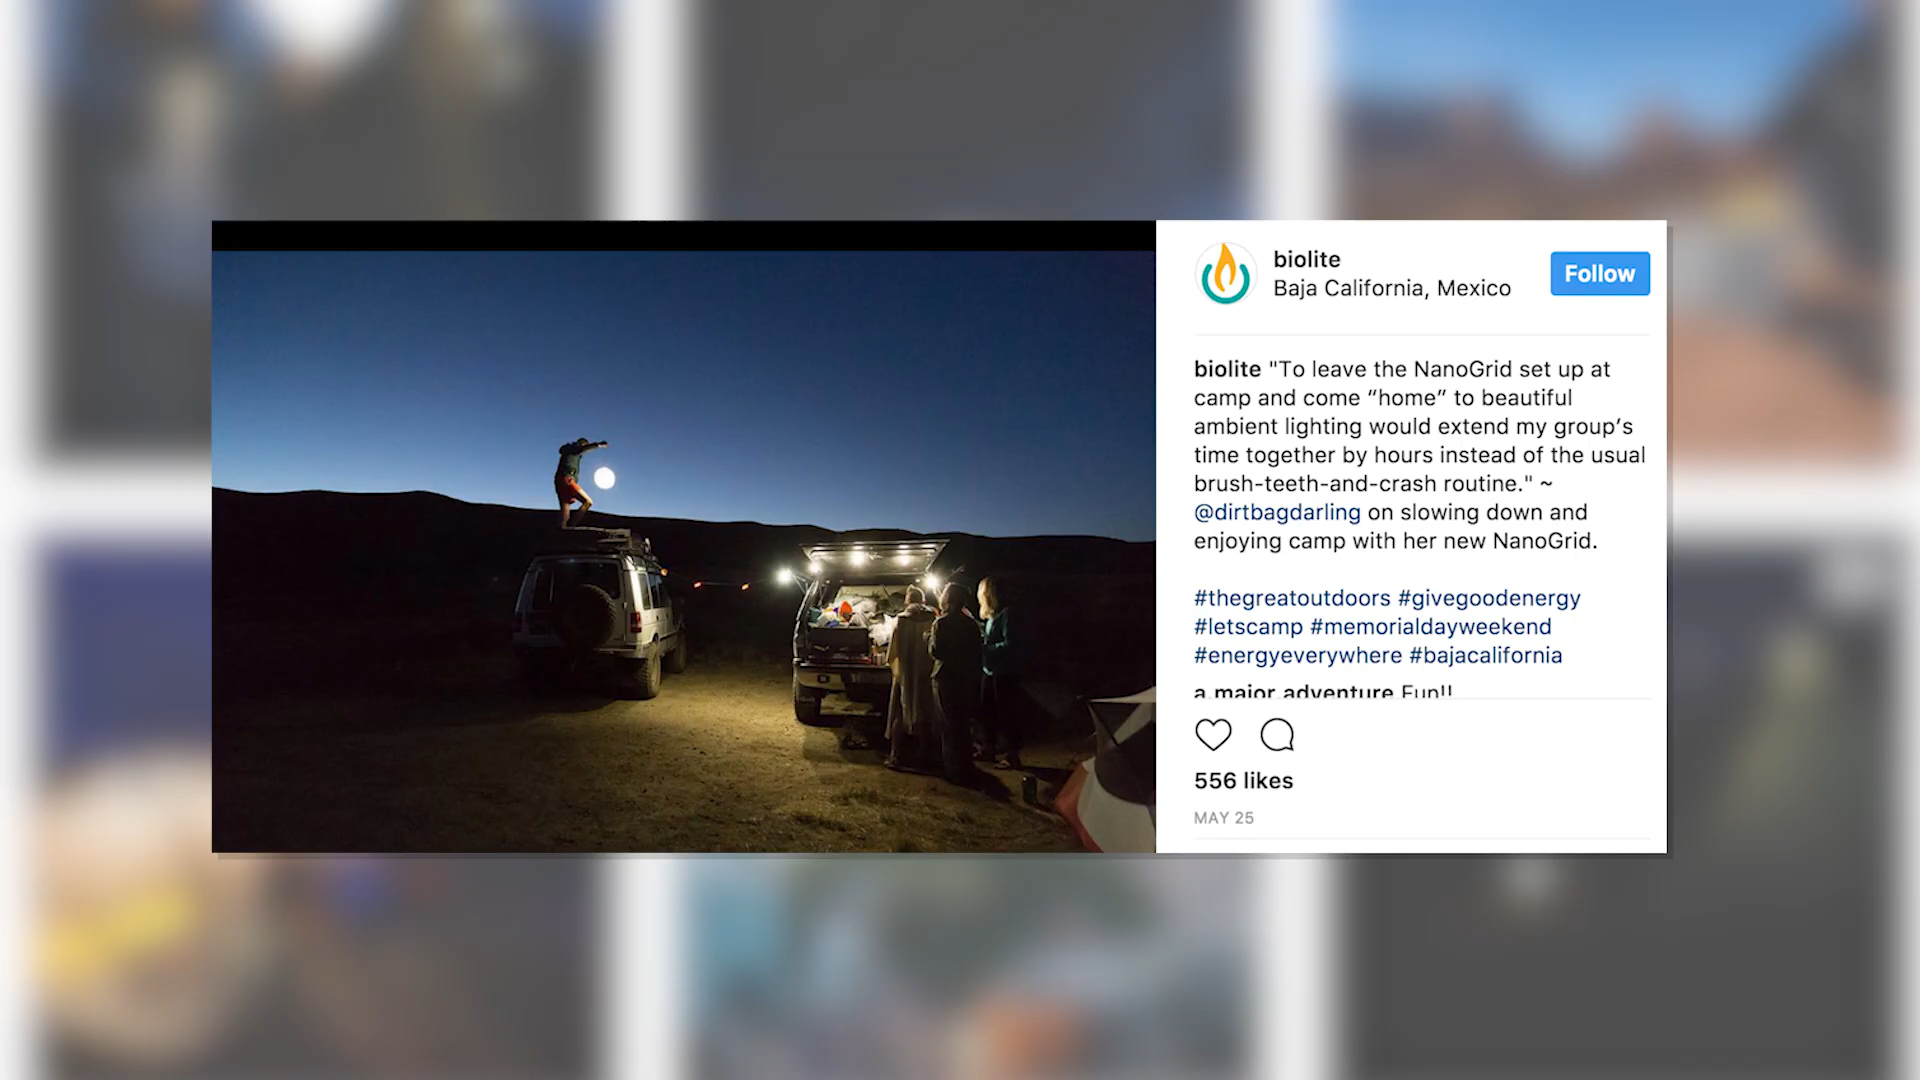 biolite
Baja California, Mexico
Follow
biolite "To leave the NanoGrid set up at
camp and come “home” to beautiful
ambient lighting would extend my group’s
time together by hours instead of the usual
brush-teeth-and-crash routine." ~
@dirtbagdarling on slowing down and
enjoying camp with her new NanoGrid.
#thegreatoutdoors #givegoodenergy
#letscamp #memorialdayweekend
#energyeverywhere #bajacalifornia
a.major.adventure Fun!!
556 likes
MAY 25